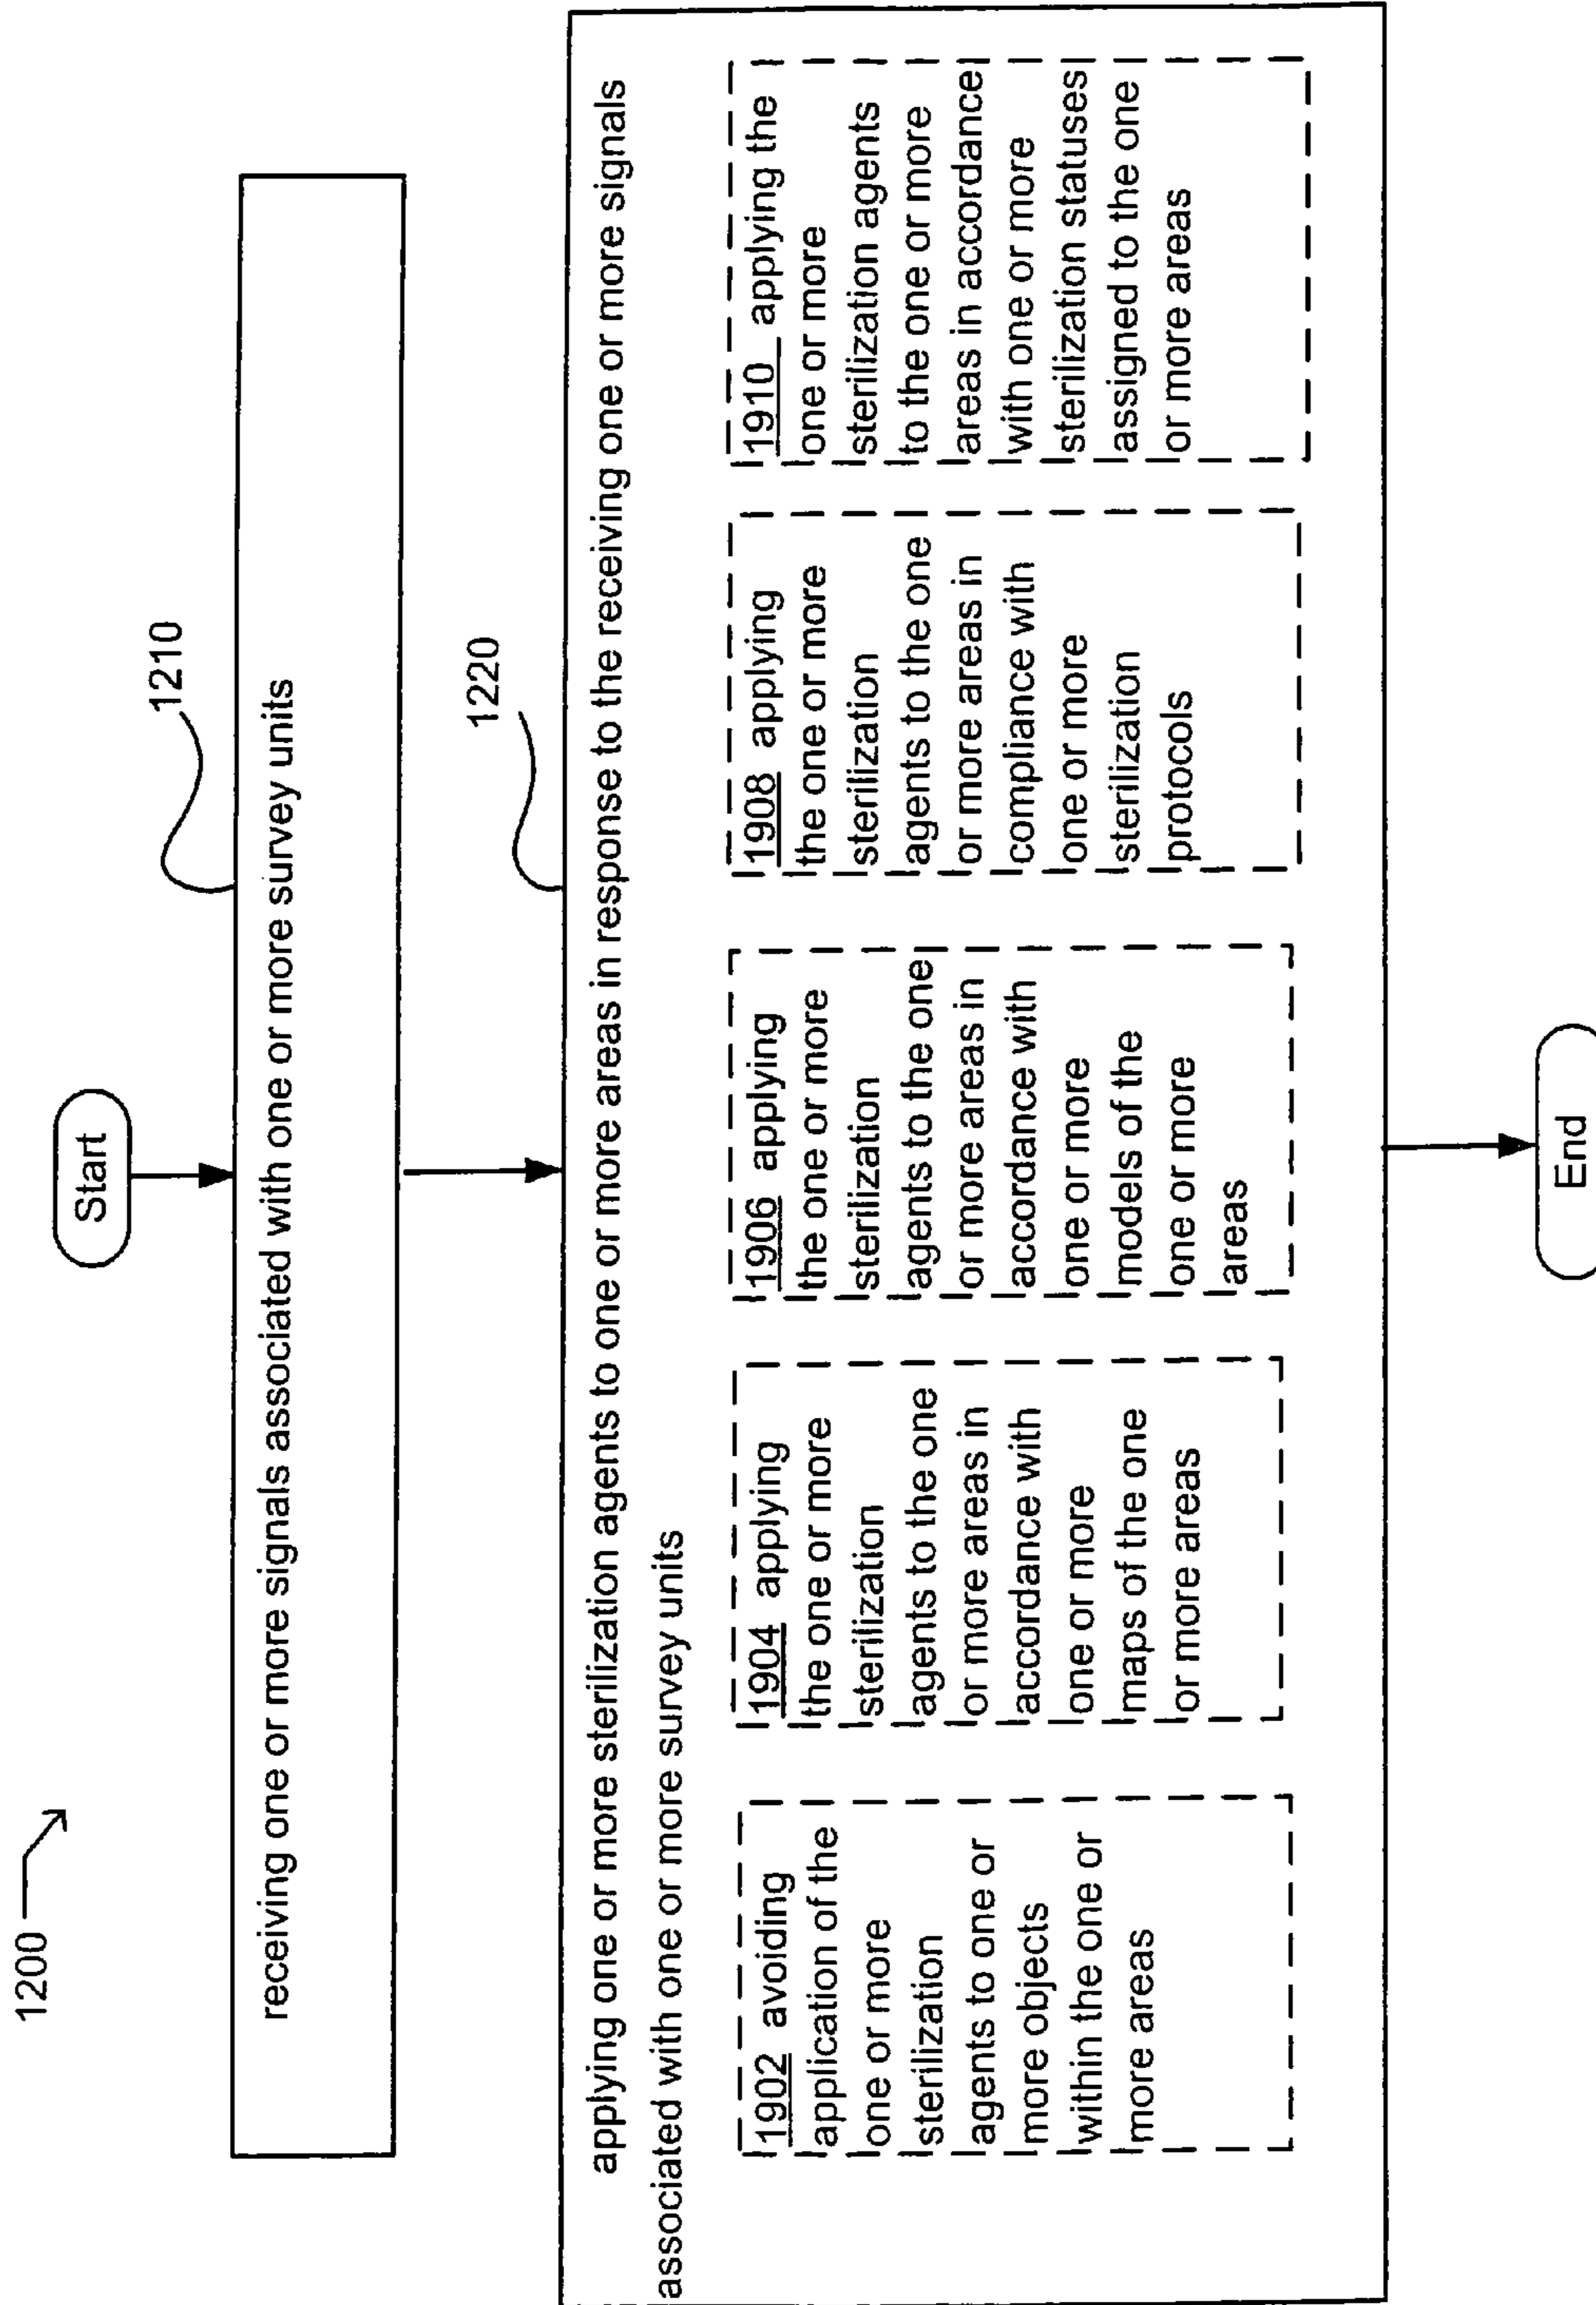 1200
Start
1210
receiving one or more signals associated with one or more survey units
1220
applying one or more sterilization agents to one or more areas in response to the receiving one or more signals
associated with one or more survey units
1902 avoiding
application of the
one or more
sterilization
agents to one or
more objects
within the one or
more areas
1904 applying
the one or more
sterilization
agents to the one
or more areas in
accordance with
one or more
maps of the one
or more areas
1906 applying
the one or more
sterilization
agents to the one
or more areas in
accordance with
one or more
models of the
one or more
areas
1908 applying
the one or more
sterilization
agents to the one
or more areas in
compliance with
one or more
sterilization
protocols
1910 applying the
one or more
sterilization agents
to the one or more
areas in accordance
with one or more
sterilization statuses
assigned to the one
or more areas
End